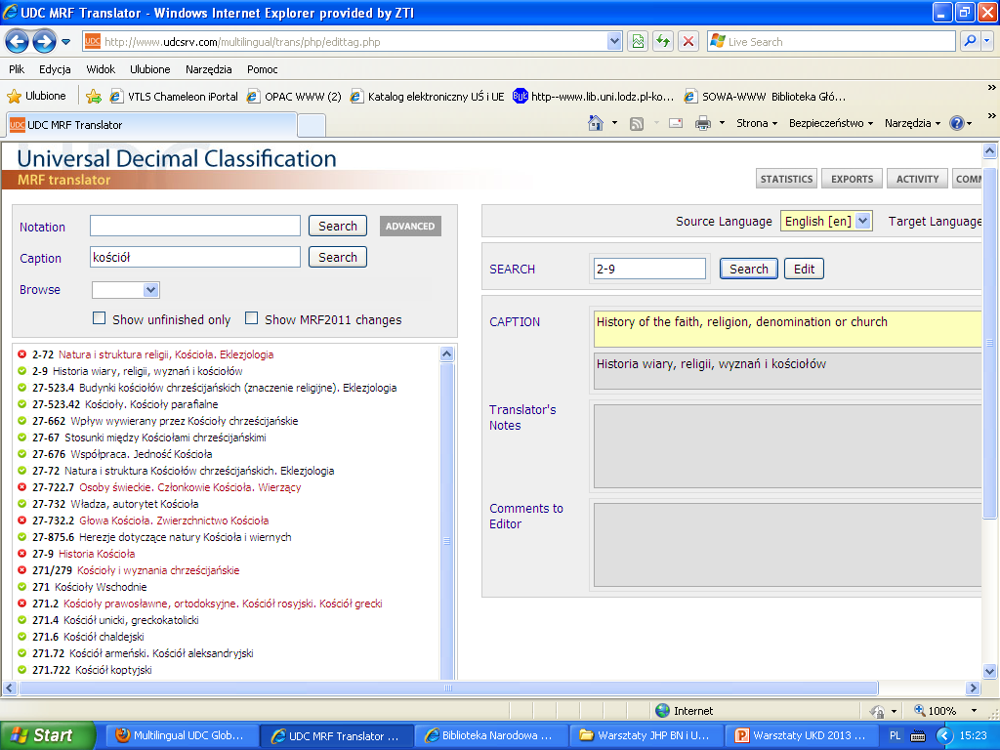 UDC MRF Translator - Windows Internet Explorer provided by ZTI
UDC http://www.udcsrv.com/multilingual/trans/php/edittag.php Live Search
Plik Edycja Widok Ulubione Narzędzia Pomoc
Ulubione VTLS Chameleon iPortal OPAC WWW (2) Katalog elektroniczny UŚ i UE http--www.lib.uni.lodz.pl-ko... SOWA-WWW Biblioteka Głó...
UDC UDC MRF Translator Strona Bezpieczeństwo Narzędzia
Universal Decimal Classification
MRF translator
STATISTICS EXPORTS ACTIVITY COMM
Notation Search ADVANCED
Caption kościół Search
Browse
Show unfinished only Show MRF2011 changes
2-72 Natura i struktura religii, Kościoła. Eklezjologia
2-9 Historia wiary, religii, wyznań i kościołów
27-523.4 Budynki kościołów chrześcijańskich (znaczenie religijne). Eklezjologia
27-523.42 Kościoły. Kościoły parafialne
27-662 Wpływ wywierany przez Kościoły chrześcijańskie
27-67 Stosunki między Kościołami chrześcijańskimi
27-676 Współpraca. Jedność Kościoła
27-72 Natura i struktura Kościołów chrześcijańskich. Eklezjologia
27-722.7 Osoby świeckie. Członkowie Kościoła. Wierzący
27-732 Władza, autorytet Kościoła
27-732.2 Głowa Kościoła. Zwierzchnictwo Kościoła
27-875.6 Herezje dotyczące natury Kościoła i wiernych
27-9 Historia Kościoła
271/279 Kościoły i wyznania chrześcijańskie
271 Kościoły Wschodnie
271.2 Kościoły prawosławne, ortodoksyjne. Kościół rosyjski. Kościół grecki
271.4 Kościół unicki, greckokatolicki
271.6 Kościół chaldejski
271.72 Kościół armeński. Kościół aleksandryjski
271.722 Kościół koptyjski
Source Language English [en] Target Language
SEARCH 2-9 Search Edit
CAPTION History of the faith, religion, denomination or church
Historia wiary, religii, wyznań i kościołów
Translator's
Notes
Comments to
Editor
Internet 100%
Start Multilingual UDC Glob... UDC MRF Translator ... Biblioteka Narodowa ... Warsztaty JHP BN i U... Warsztaty UKD 2013 ... PL 15:23